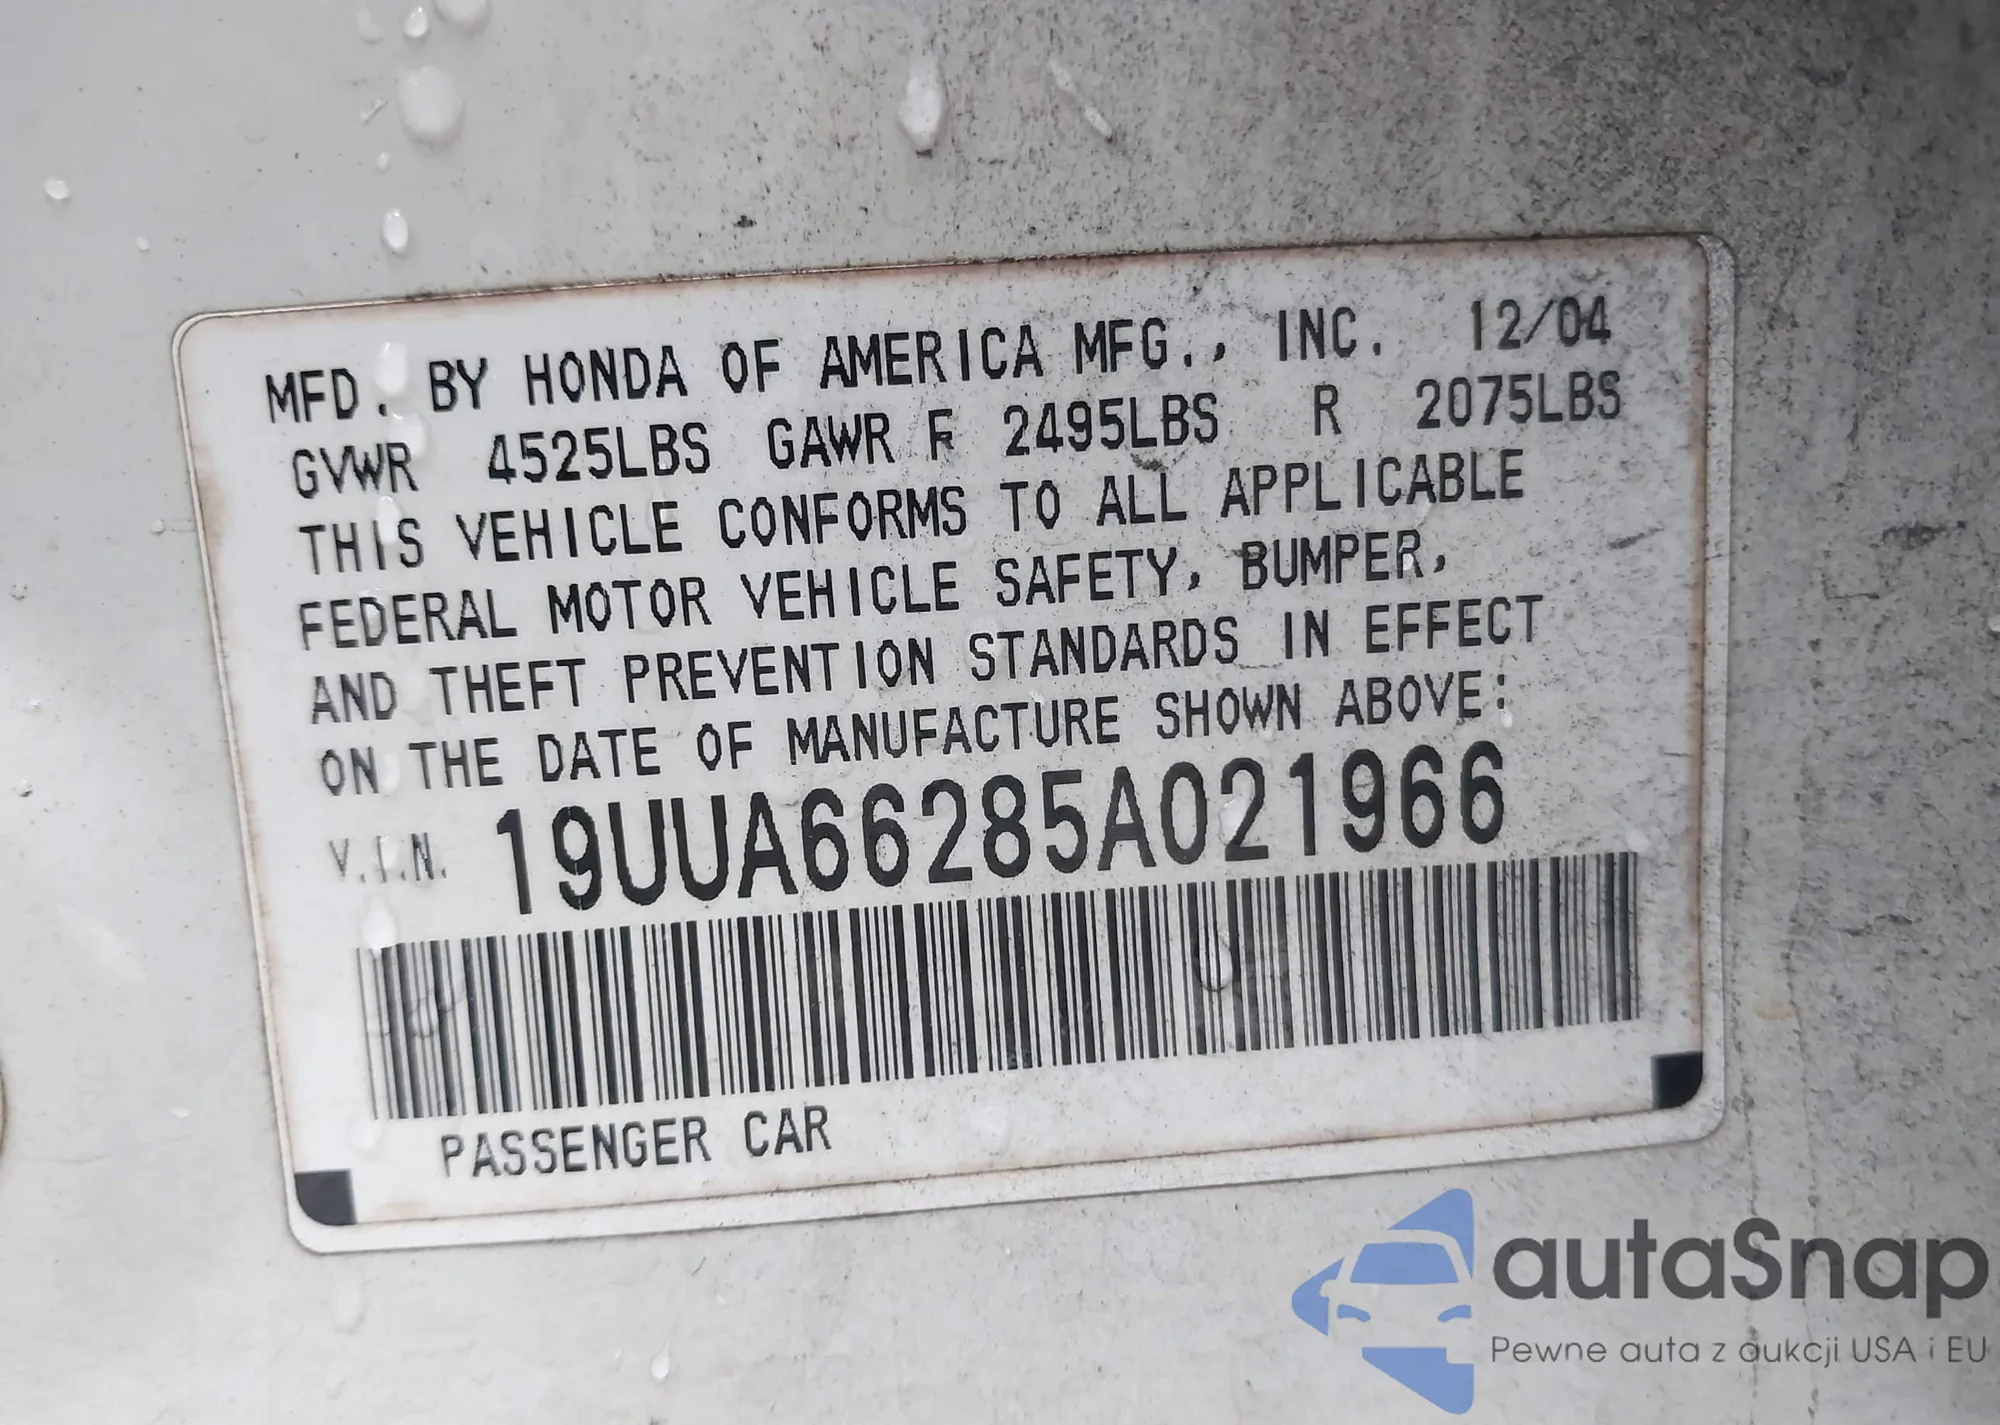 MFD. BY HONDA OF AMERICA MFG., INC. 12/04
GVWR 4525LBS GAWR F 2495LBS R 2075LBS
THIS VEHICLE CONFORMS TO ALL APPLICABLE
FEDERAL MOTOR VEHICLE SAFETY, BUMPER,
AND THEFT PREVENTION STANDARDS IN EFFECT
ON THE DATE OF MANUFACTURE SHOWN ABOVE:
V.I.N. 19UUA66285A021966
PASSENGER CAR
autaSnap
Pewne auta z aukcji USA i EU